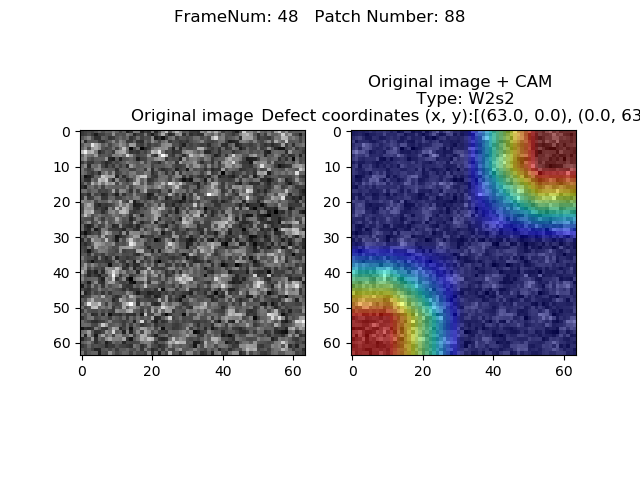 FrameNum: 48   Patch Number: 88
Original image
Original image + CAM
Type: W2s2
Defect coordinates (x, y):[(63.0, 0.0), (0.0, 63
0
10
20
30
40
50
60
0 20 40 60
0
10
20
30
40
50
60
0 20 40 60